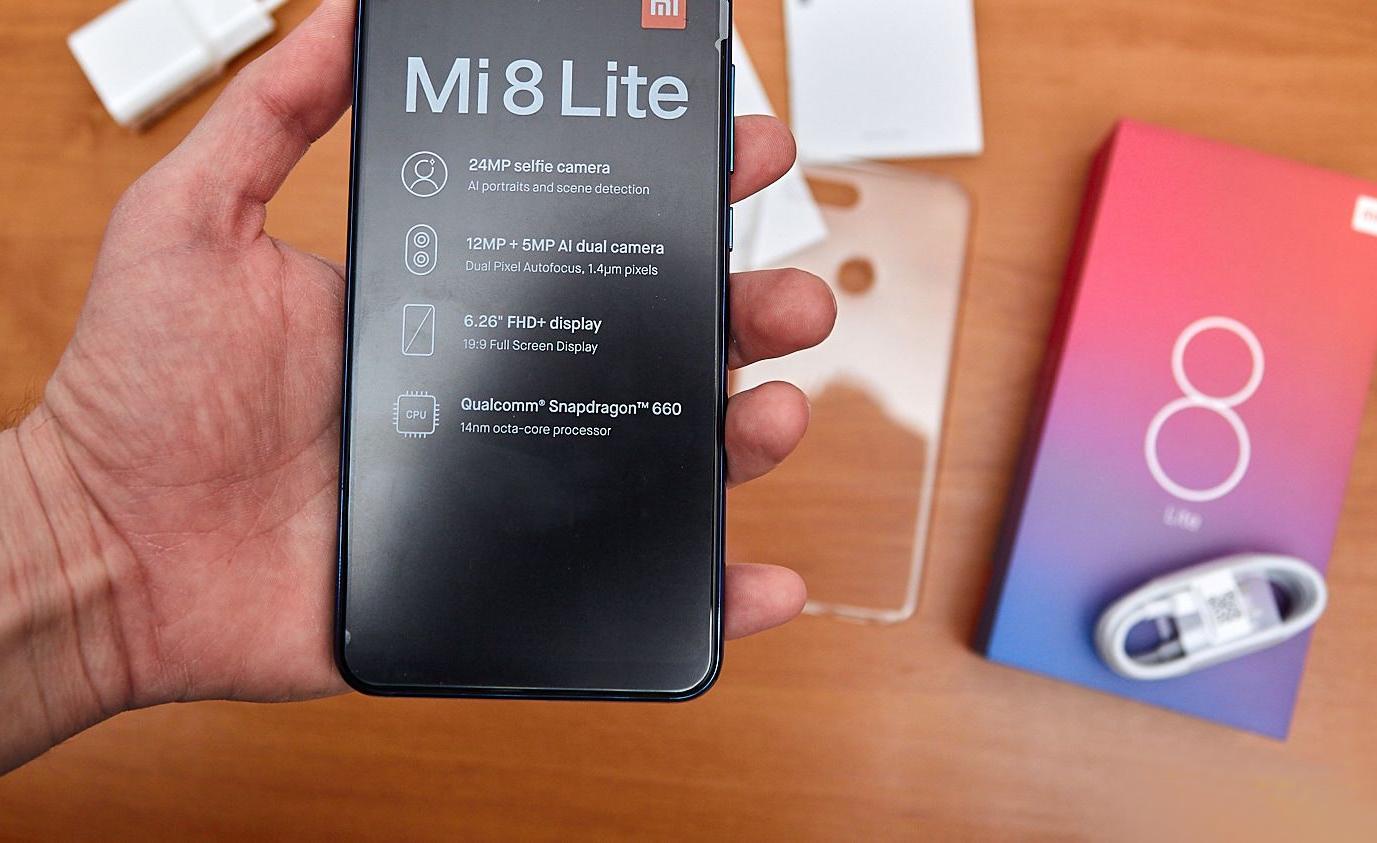 mi
Mi 8 Lite
24MP selfie camera
AI portraits and scene detection
12MP + 5MP AI dual camera
Dual Pixel Autofocus, 1.4μm pixels
6.26" FHD+ display
19:9 Full Screen Display
CPU
Qualcomm® Snapdragon™ 660
14nm octa-core processor
8
Lite